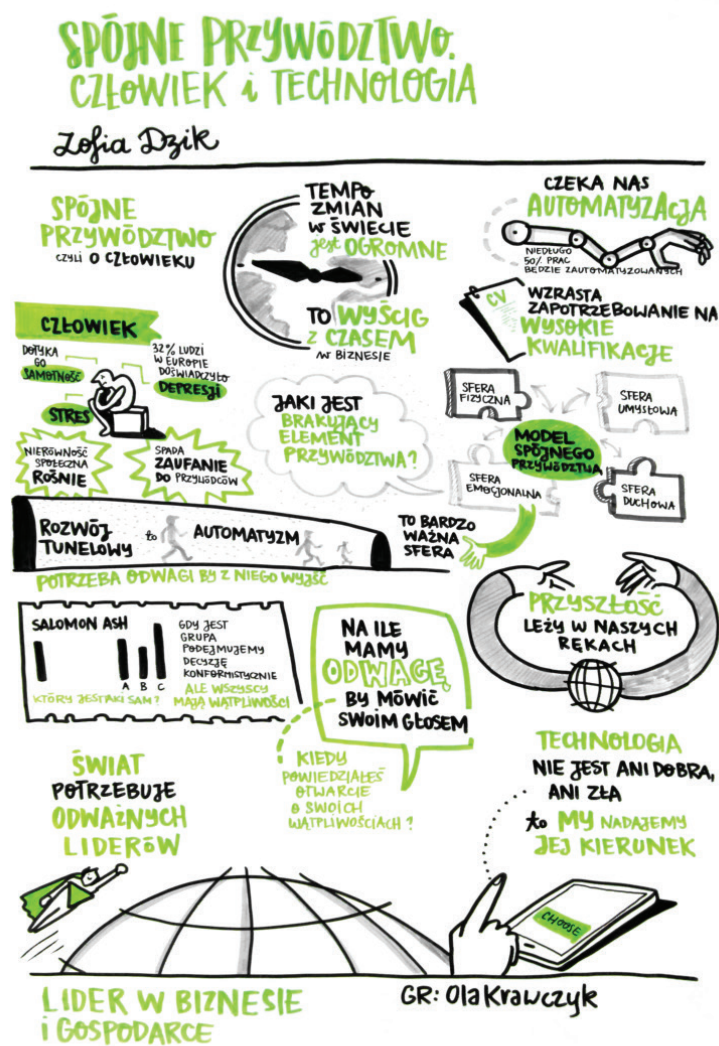 SPÓJNE PRZYWÓDZTWO.
CZŁOWIEK i TECHNOLOGIA
Zofia Dzik
SPÓJNE
PRZYWÓDZTWO
CZYLI O CZŁOWIEKU
TEMPO
ZMIAN
W ŚWIECIE
jest OGROMNE
TO WYŚCIG
Z CZASEM
W BIZNESIE
CZEKA NAS
AUTOMATYZACJA
NIEDŁUGO
50% PRAC
BĘDZIE ZAUTOMATYZOWANYCH
CV
WZRASTA
ZAPOTRZEBOWANIE NA
WYSOKIE
KWALIFIKACJE
CZŁOWIEK
DOTYKA
GO
SAMOTNOŚĆ
32% LUDZI
W EUROPIE
DOŚWIADCZYŁO
DEPRESJI
STRES
NIERÓWNOŚĆ
SPOŁECZNA
ROŚNIE
SPADA
ZAUFANIE
DO PRZYWÓDCÓW
JAKI JEST
BRAKUJĄCY
ELEMENT
PRZYWÓDZTWA?
SFERA
FIZYCZNA
SFERA
UMYSŁOWA
MODEL
SPÓJNEGO
PRZYWÓDZTWA
SFERA
EMOCJONALNA
SFERA
DUCHOWA
TO BARDZO
WAŻNA
SFERA
ROZWÓJ
TUNELOWY
to
AUTOMATYZM
POTRZEBA ODWAGI BY Z NIEGO WYJŚĆ
SALOMON ASH
A B C
KTÓRY JEST TAKI SAM?
GDY JEST
GRUPA
PODEJMUJEMY
DECYZJĘ
KONFORMISTYCZNIE
ALE WSZYSCY
MAJĄ WĄTPLIWOŚCI
NA ILE
MAMY
ODWAGĘ,
BY MÓWIĆ
SWOIM GŁOSEM
KIEDY
POWIEDZIAŁEŚ
OTWARCIE
O SWOICH
WĄTPLIWOŚCIACH?
PRZYSZŁOŚĆ
LEŻY W NASZYCH
RĘKACH
ŚWIAT
POTRZEBUJE
ODWAŻNYCH
LIDERÓW
TECHNOLOGIA
NIE JEST ANI DOBRA,
ANI ZŁA
to MY NADAJEMY
JEJ KIERUNEK
CHOOSE
LIDER W BIZNESIE
i GOSPODARCE
GR: Ola Krawczyk